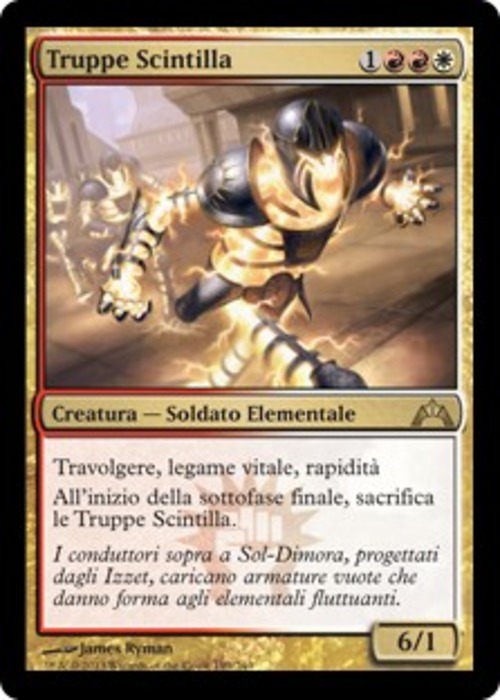 Truppe Scintilla
1
Creatura — Soldato Elementale
Travolgere, legame vitale, rapidità
All'inizio della sottofase finale, sacrifica
le Truppe Scintilla.
I conduttori sopra a Sol-Dimora, progettati
dagli Izzet, caricano armature vuote che
danno forma agli elementali fluttuanti.
James Ryman
6/1